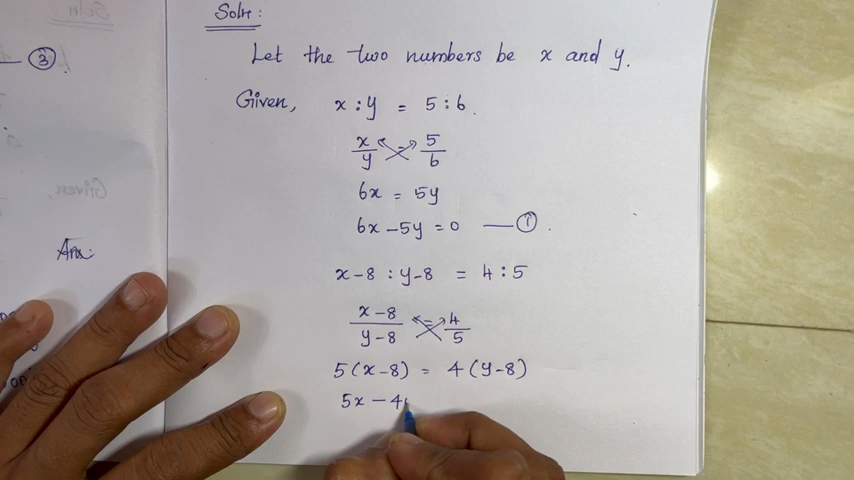 ③
Ans:
Soln:
Let the two numbers be x and y.
Given, x : y = 5 : 6.
x/y = 5/6
6x = 5y
6x - 5y = 0 — ①
x - 8 : y - 8 = 4 : 5
x - 8/y - 8 = 4/5
5(x - 8) = 4(y - 8)
5x - 4